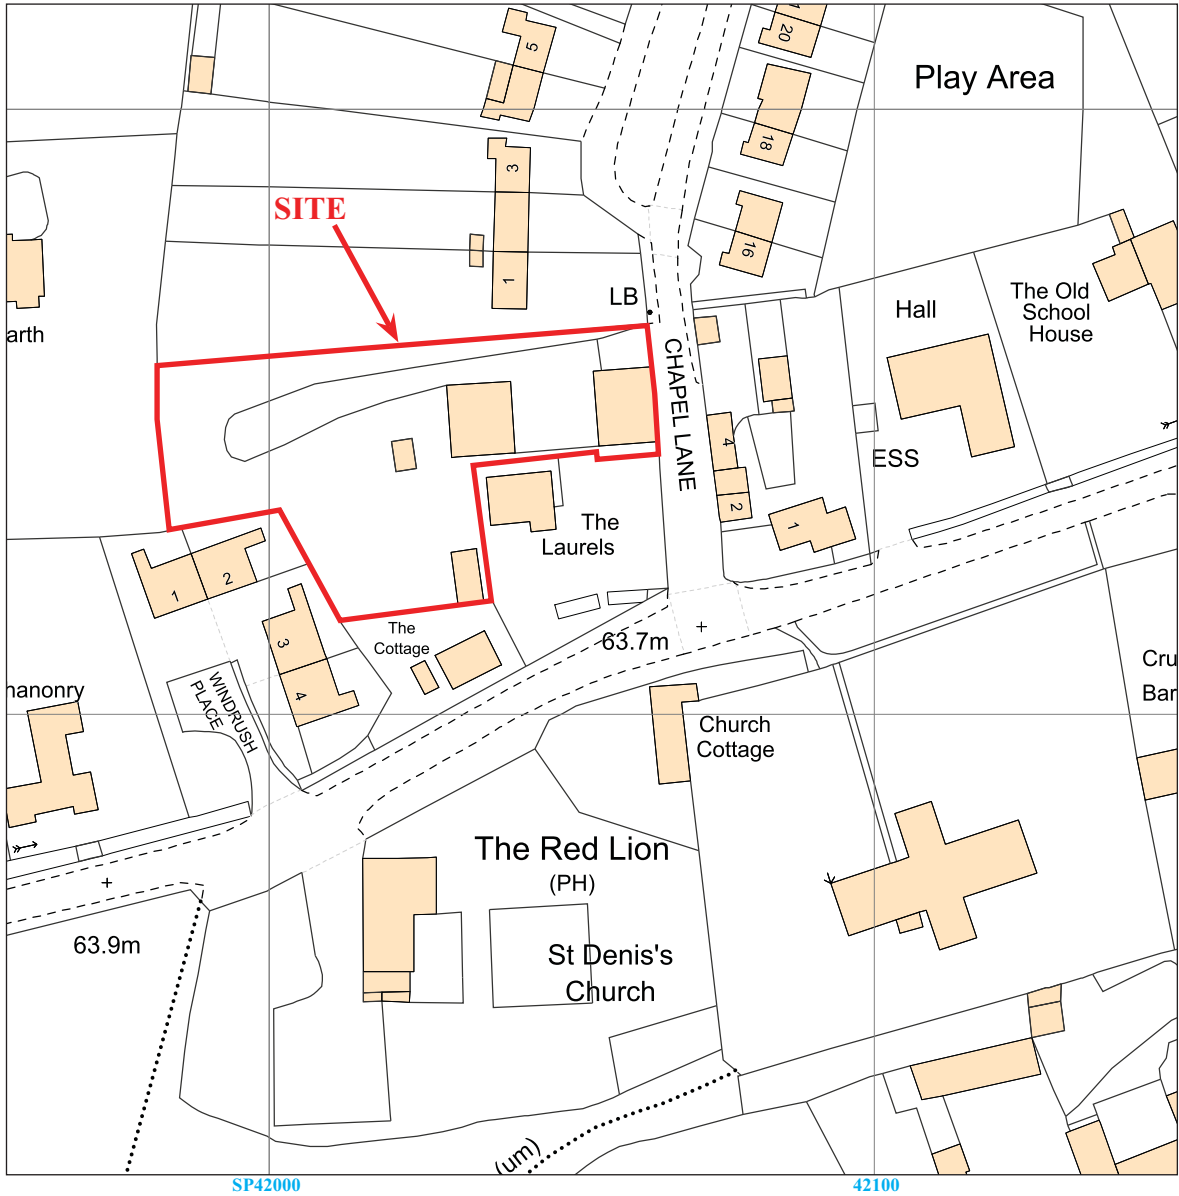 5
20
Play Area
18
3
SITE
16
1
LB
Hall
The Old
School
House
arth
CHAPEL LANE
4
ESS
2
1
The
Laurels
1
2
3
The
Cottage
63.7m
4
WINDRUSH
PLACE
hanonry
Cru
Bar
Church
Cottage
The Red Lion
(PH)
63.9m
St Denis's
Church
(um)
SP42000
42100